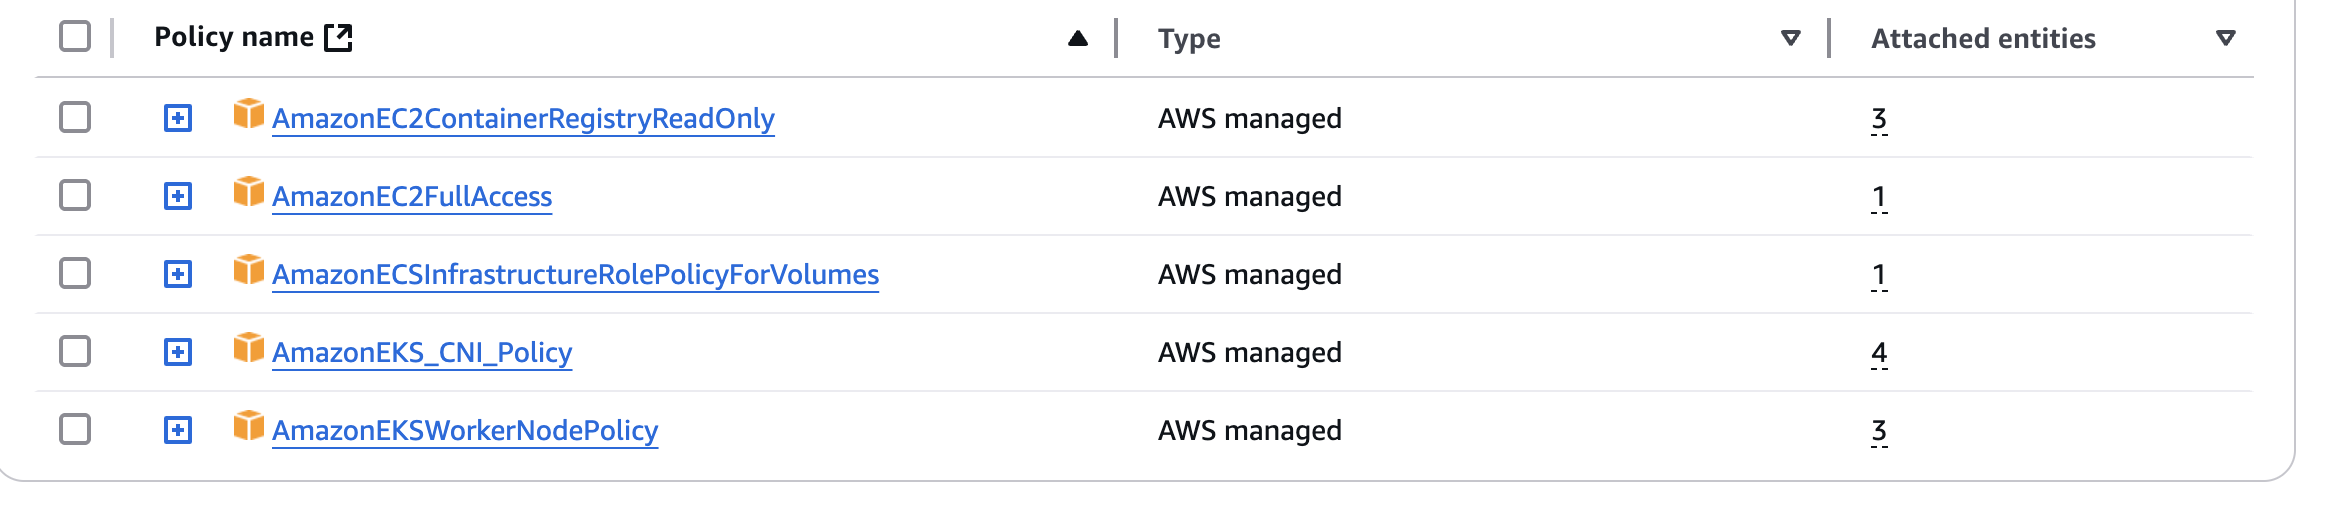 Policy name Type Attached entities
AmazonEC2ContainerRegistryReadOnly AWS managed 3
AmazonEC2FullAccess AWS managed 1
AmazonECSInfrastructureRolePolicyForVolumes AWS managed 1
AmazonEKS_CNI_Policy AWS managed 4
AmazonEKSWorkerNodePolicy AWS managed 3